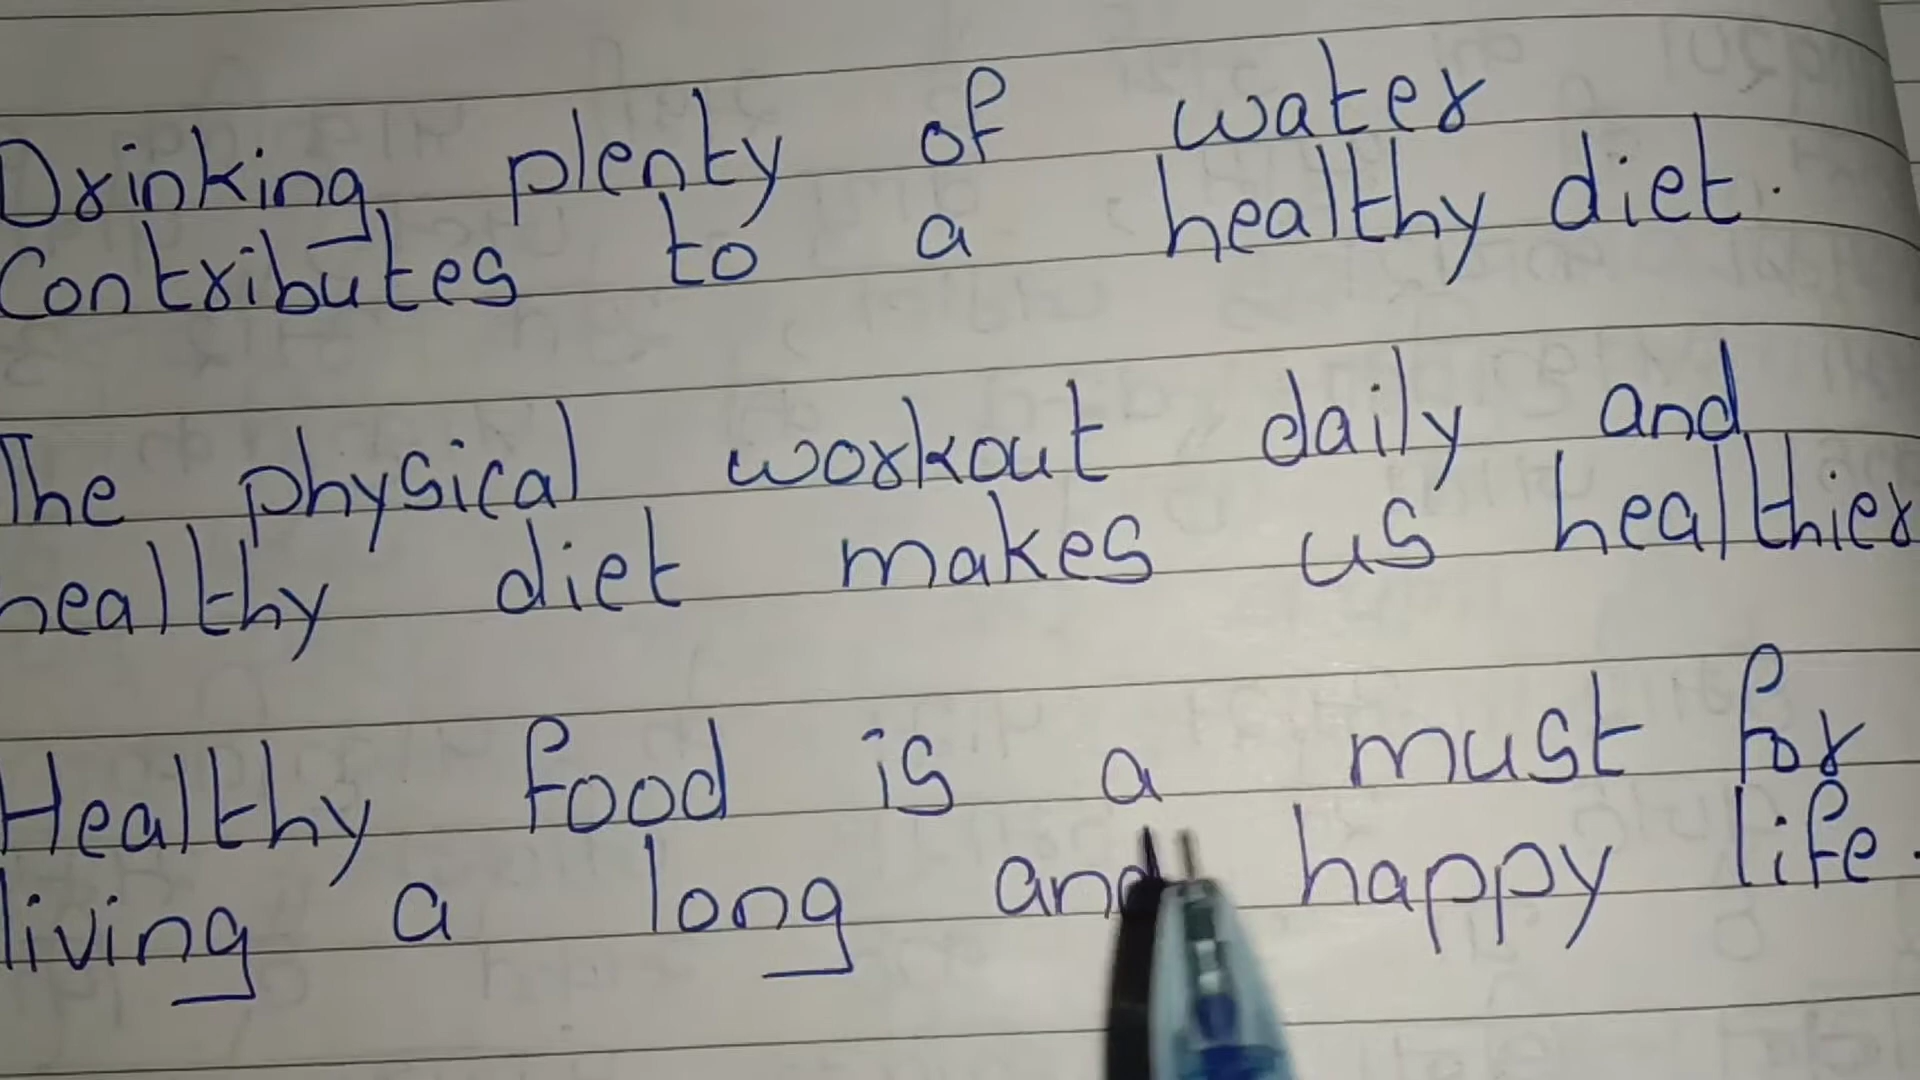 Drinking plenty of water
Contributes to a healthy diet.
The physical workout daily and
healthy diet makes us healthier
Healthy food is a must for
living a long and happy life.